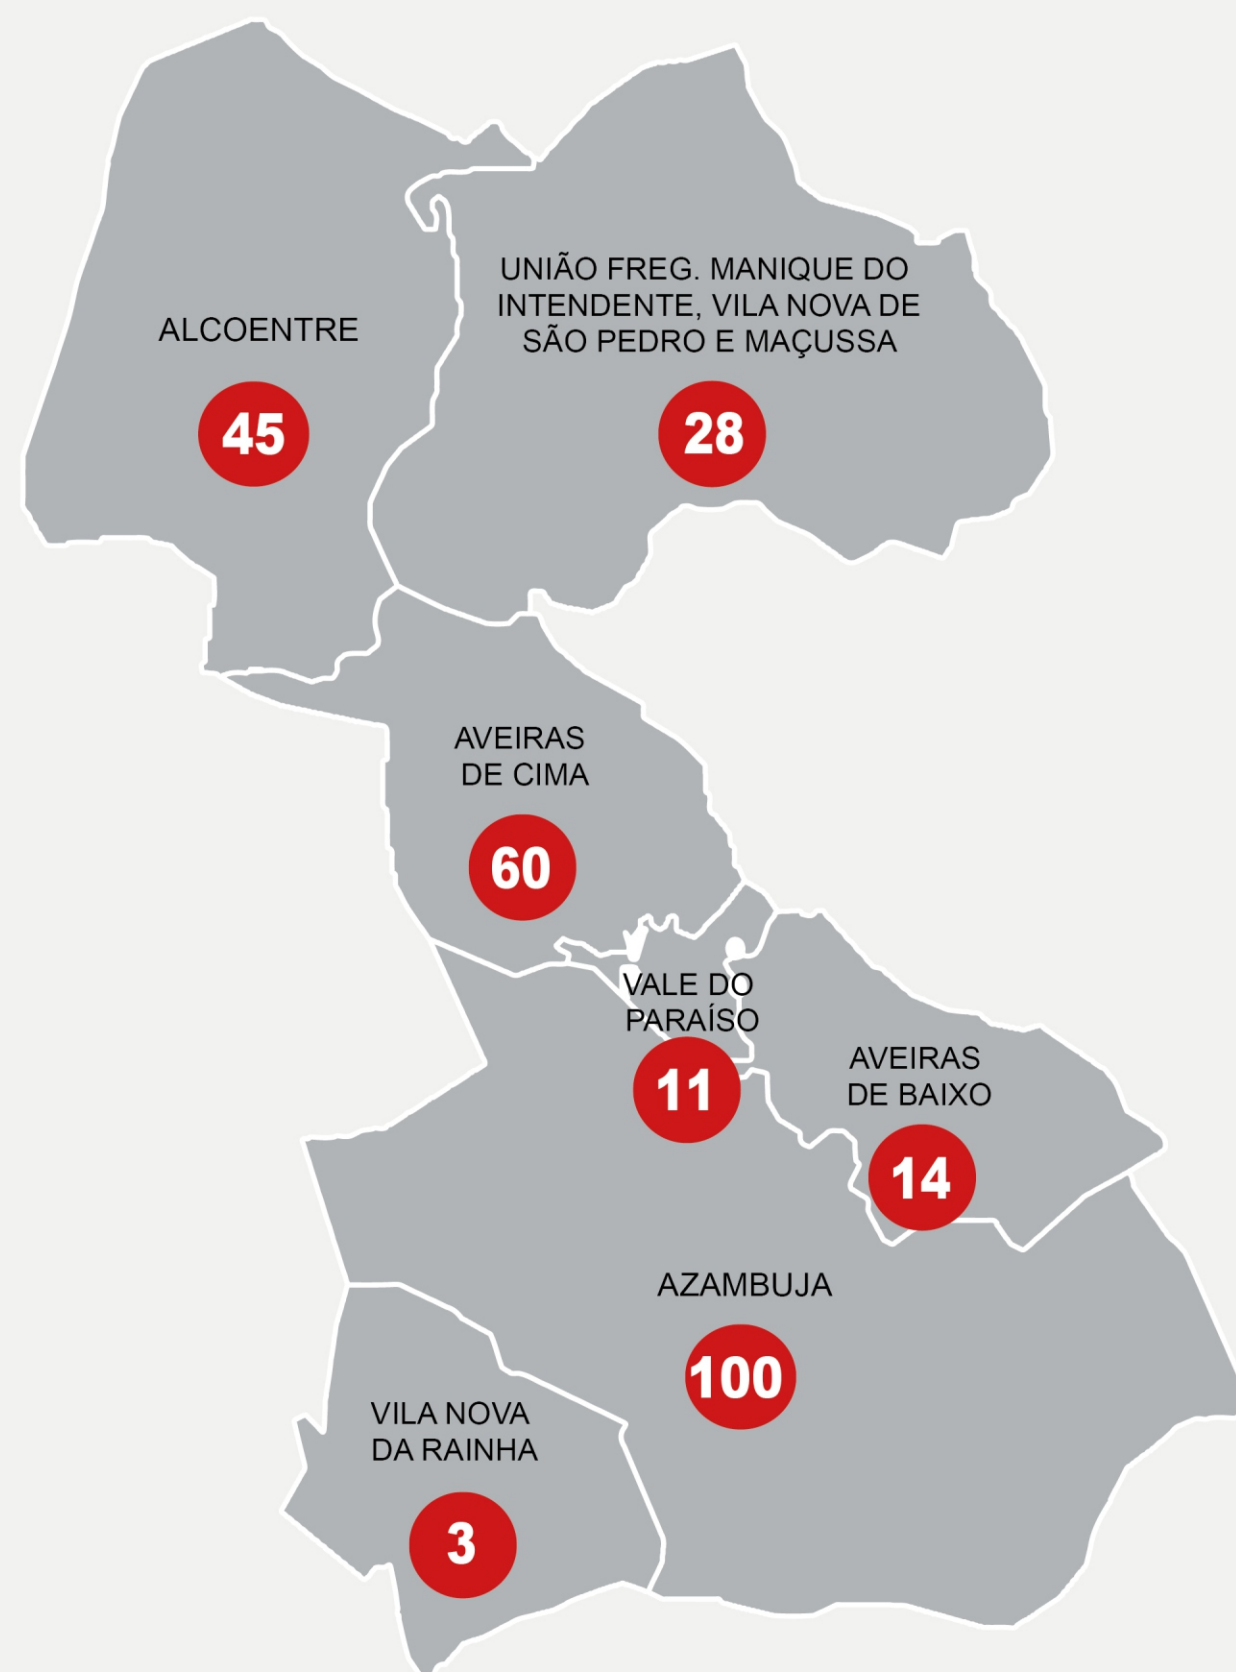 UNIÃO FREG. MANIQUE DO
INTENDENTE, VILA NOVA DE
SÃO PEDRO E MAÇUSSA
28
ALCOENTRE
45
AVEIRAS
DE CIMA
60
VALE DO
PARAÍSO
11
AVEIRAS
DE BAIXO
14
AZAMBUJA
100
VILA NOVA
DA RAINHA
3